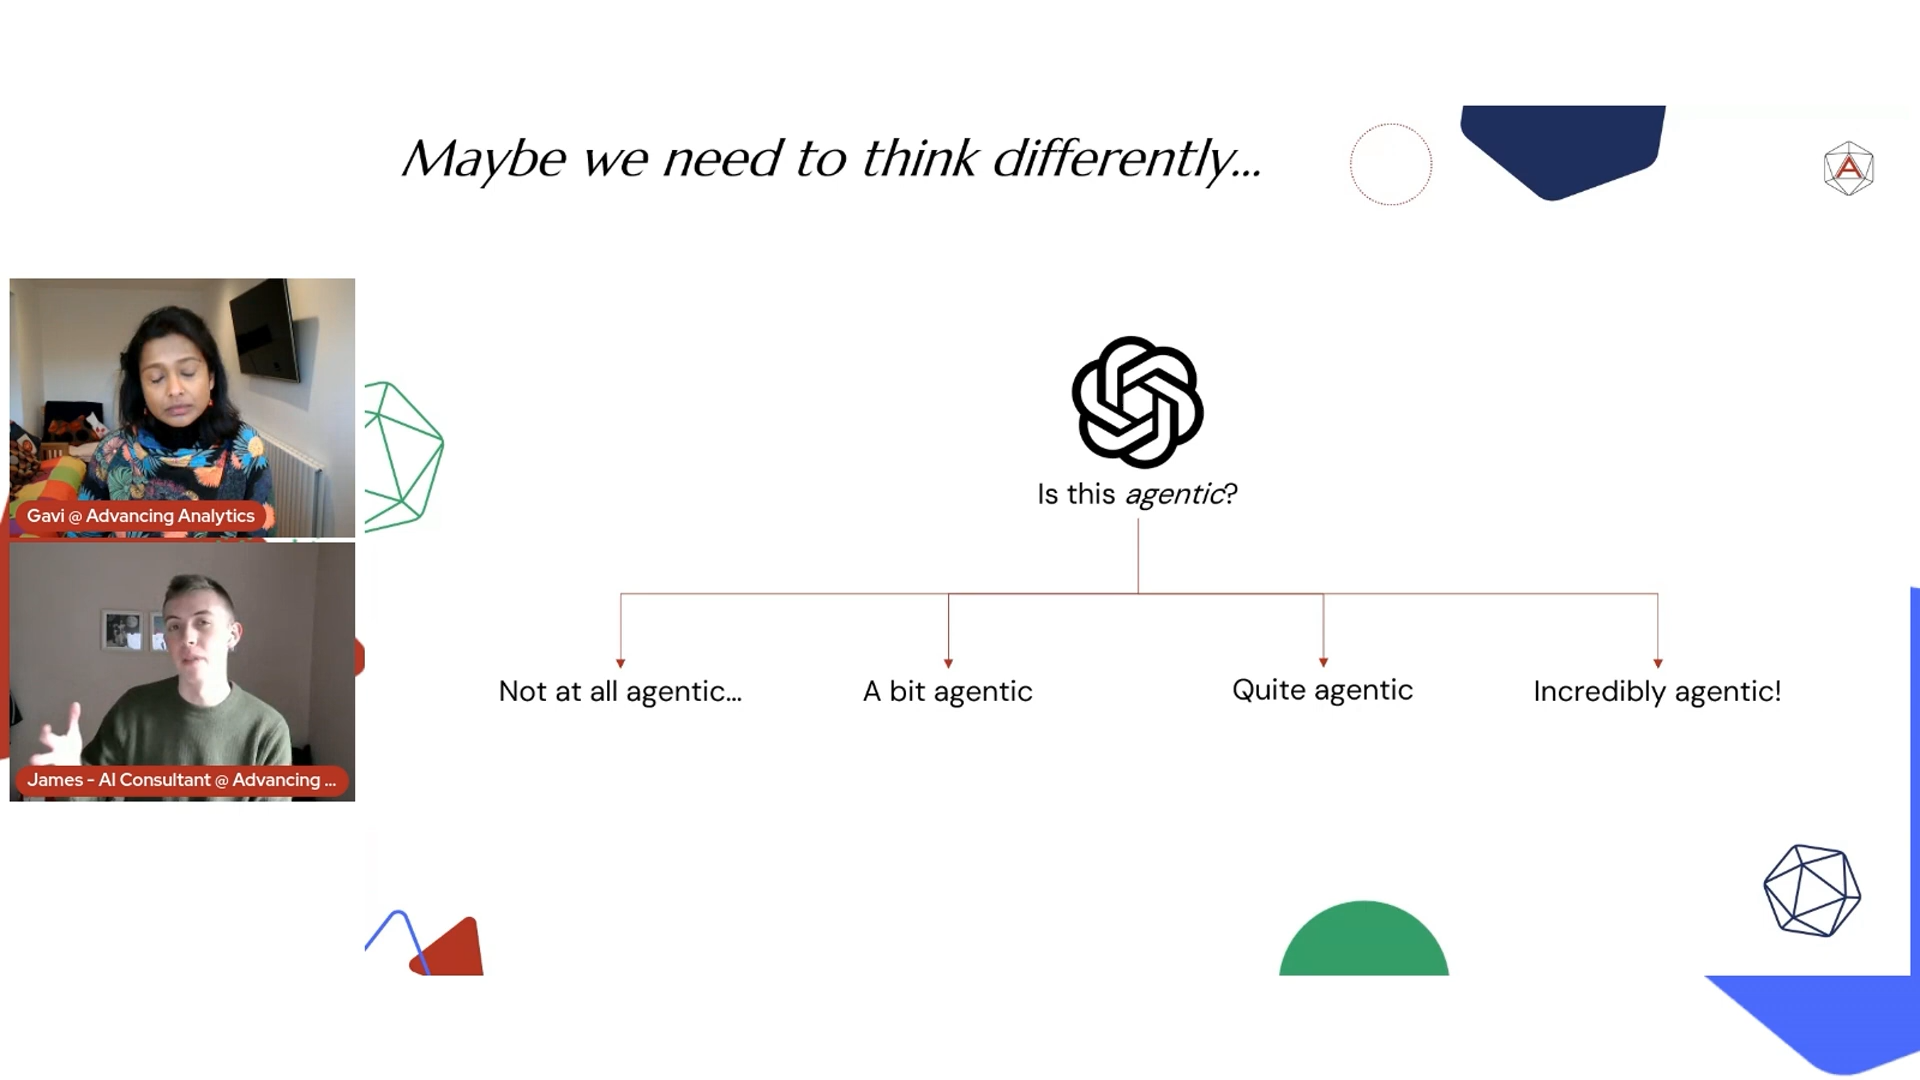 Maybe we need to think differently...
A
Gavi @ Advancing Analytics
James - AI Consultant @ Advancing ...
Is this agentic?
Not at all agentic...
A bit agentic
Quite agentic
Incredibly agentic!